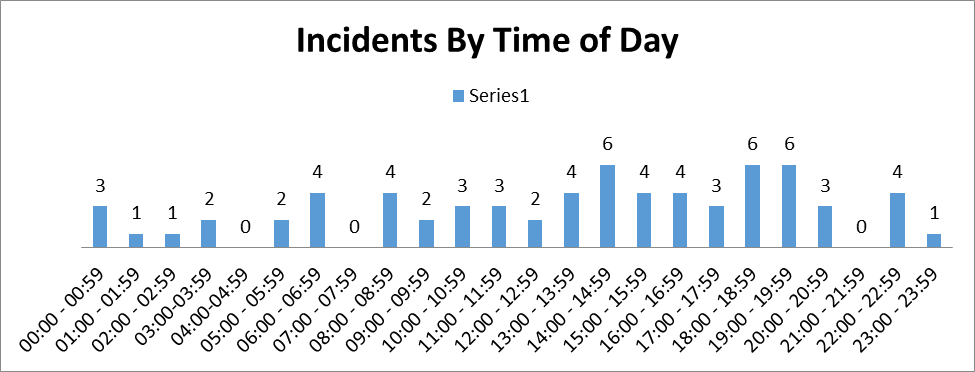 Incidents By Time of Day
Series1
3
1
1
2
0
2
4
0
4
2
3
3
2
4
6
4
4
3
6
6
3
0
4
1
00:00 - 00:59
01:00 - 01:59
02:00 - 02:59
03:00-03:59
04:00-04:59
05:00 - 05:59
06:00 - 06:59
07:00 - 07:59
08:00 - 08:59
09:00 - 09:59
10:00 - 10:59
11:00 - 11:59
12:00 - 12:59
13:00 - 13:59
14:00 - 14:59
15:00 - 15:59
16:00 - 16:59
17:00 - 17:59
18:00 - 18:59
19:00 - 19:59
20:00 - 20:59
21:00 - 21:59
22:00 - 22:59
23:00 - 23:59